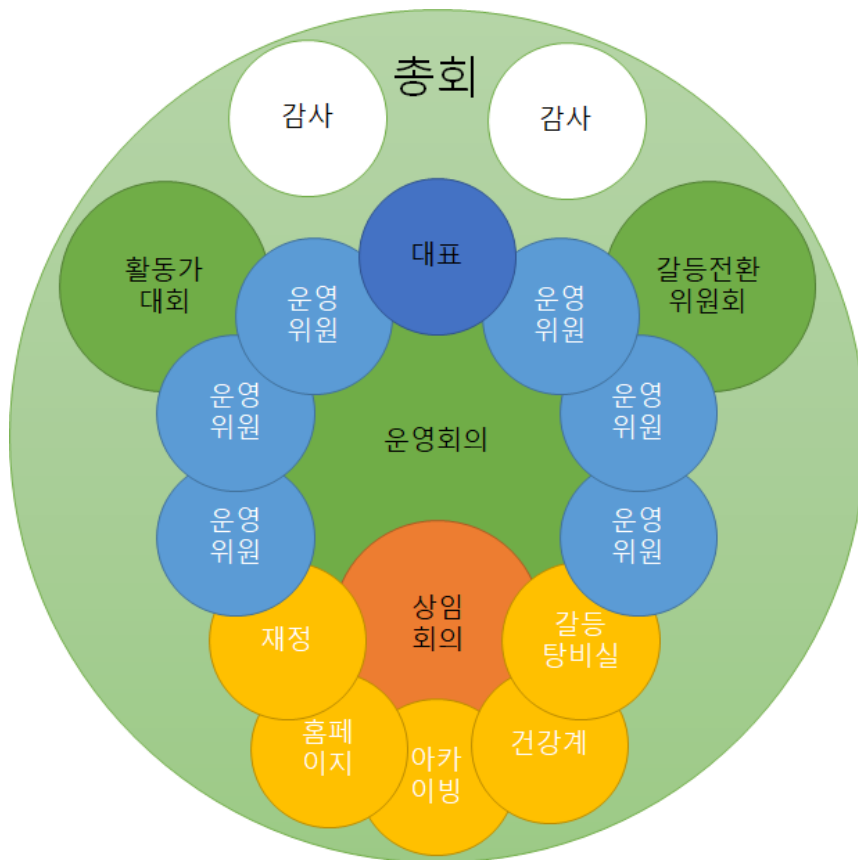 총회
감사
감사
대표
활동가
대회
갈등전환
위원회
운영
위원
운영
위원
운영
위원
운영
위원
운영회의
운영
위원
운영
위원
상임
회의
재정
갈등
탕비실
홈페
이지
아카
이빙
건강계